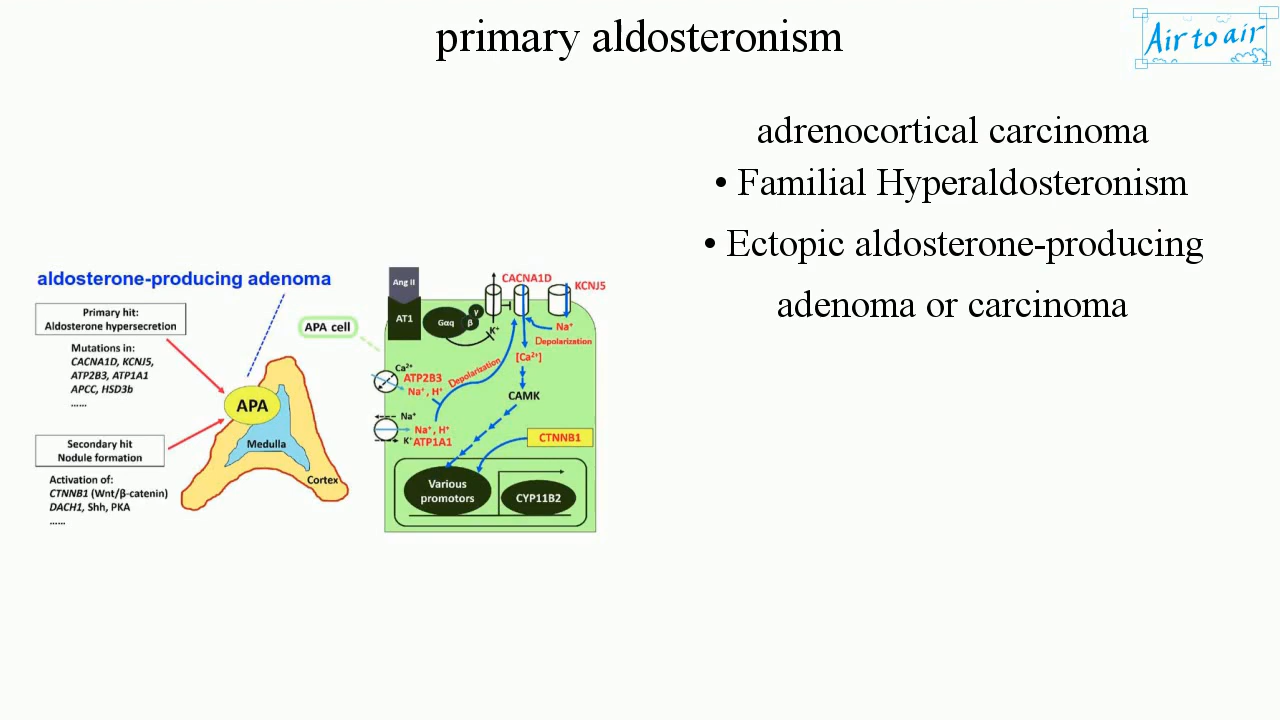 primary aldosteronism
Air to air
adrenocortical carcinoma
• Familial Hyperaldosteronism
• Ectopic aldosterone-producing
adenoma or carcinoma
aldosterone-producing adenoma
Primary hit:
Aldosterone hypersecretion
Mutations in:
CACNA1D, KCNJ5,
ATP2B3, ATP1A1
APCC, HSD3b
......
Secondary hit
Nodule formation
Activation of:
CTNNB1 (Wnt/β-catenin)
DACH1, Shh, PKA
......
APA
Medulla
Cortex
APA cell
Ang II
AT1
Gαq
β
γ
K⁺
CACNA1D
KCNJ5
Na⁺
Depolarization
[Ca²⁺]
CAMK
Ca²⁺
ATP2B3
Na⁺, H⁺
Depolarization
Na⁺
Na⁺, H⁺
K⁺
ATP1A1
CTNNB1
Various
promotors
CYP11B2